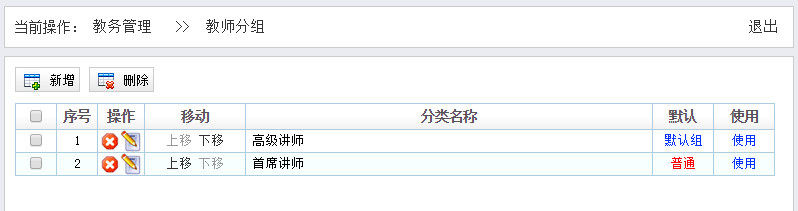 当前操作： 教务管理 >> 教师分组 退出
新增 删除
序号 操作 移动 分类名称 默认 使用
1 上移 下移 高级讲师 默认组 使用
2 上移 下移 首席讲师 普通 使用